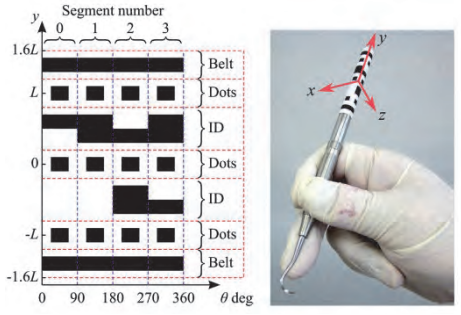 Segment number
y
0 1 2 3
1.6L
Belt
L
Dots
ID
0
Dots
ID
-L
Dots
Belt
-1.6L
0 90 180 270 360 θ deg
y
x
z